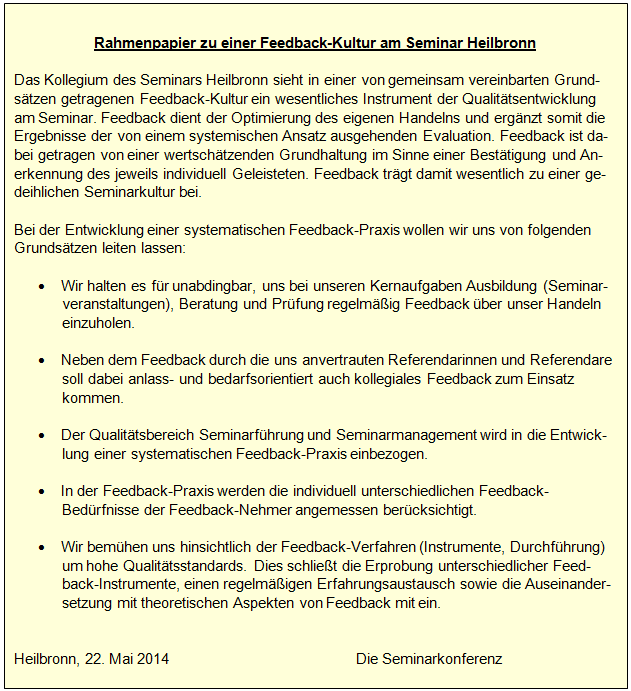 Rahmenpapier zu einer Feedback-Kultur am Seminar Heilbronn
Das Kollegium des Seminars Heilbronn sieht in einer von gemeinsam vereinbarten Grund-
sätzen getragenen Feedback-Kultur ein wesentliches Instrument der Qualitätsentwicklung
am Seminar. Feedback dient der Optimierung des eigenen Handelns und ergänzt somit die
Ergebnisse der von einem systemischen Ansatz ausgehenden Evaluation. Feedback ist da-
bei getragen von einer wertschätzenden Grundhaltung im Sinne einer Bestätigung und An-
erkennung des jeweils individuell Geleisteten. Feedback trägt damit wesentlich zu einer ge-
deihlichen Seminarkultur bei.
Bei der Entwicklung einer systematischen Feedback-Praxis wollen wir uns von folgenden
Grundsätzen leiten lassen:
• Wir halten es für unabdingbar, uns bei unseren Kernaufgaben Ausbildung (Seminar-
veranstaltungen), Beratung und Prüfung regelmäßig Feedback über unser Handeln
einzuholen.
• Neben dem Feedback durch die uns anvertrauten Referendarinnen und Referendare
soll dabei anlass- und bedarfsorientiert auch kollegiales Feedback zum Einsatz
kommen.
• Der Qualitätsbereich Seminarführung und Seminarmanagement wird in die Entwick-
lung einer systematischen Feedback-Praxis einbezogen.
• In der Feedback-Praxis werden die individuell unterschiedlichen Feedback-
Bedürfnisse der Feedback-Nehmer angemessen berücksichtigt.
• Wir bemühen uns hinsichtlich der Feedback-Verfahren (Instrumente, Durchführung)
um hohe Qualitätsstandards. Dies schließt die Erprobung unterschiedlicher Feed-
back-Instrumente, einen regelmäßigen Erfahrungsaustausch sowie die Auseinander-
setzung mit theoretischen Aspekten von Feedback mit ein.
Heilbronn, 22. Mai 2014 Die Seminarkonferenz